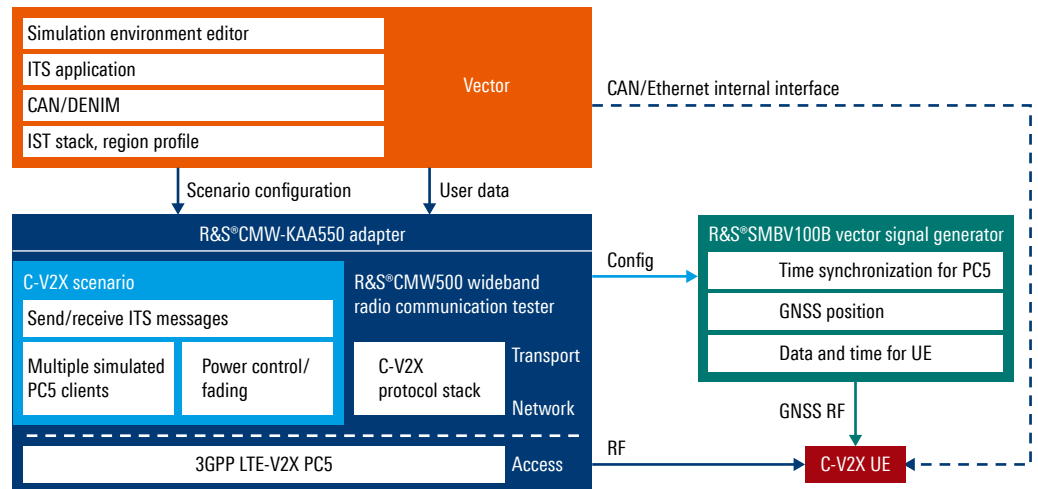 Simulation environment editor
ITS application
CAN/DENIM
IST stack, region profile
Vector
CAN/Ethernet internal interface
Scenario configuration
User data
R&S®CMW-KAA550 adapter
C-V2X scenario
Send/receive ITS messages
Multiple simulated
PC5 clients
Power control/
fading
R&S®CMW500 wideband
radio communication tester
C-V2X
protocol stack
Transport
Network
3GPP LTE-V2X PC5
Access
Config
R&S®SMBV100B vector signal generator
Time synchronization for PC5
GNSS position
Data and time for UE
GNSS RF
RF
C-V2X UE